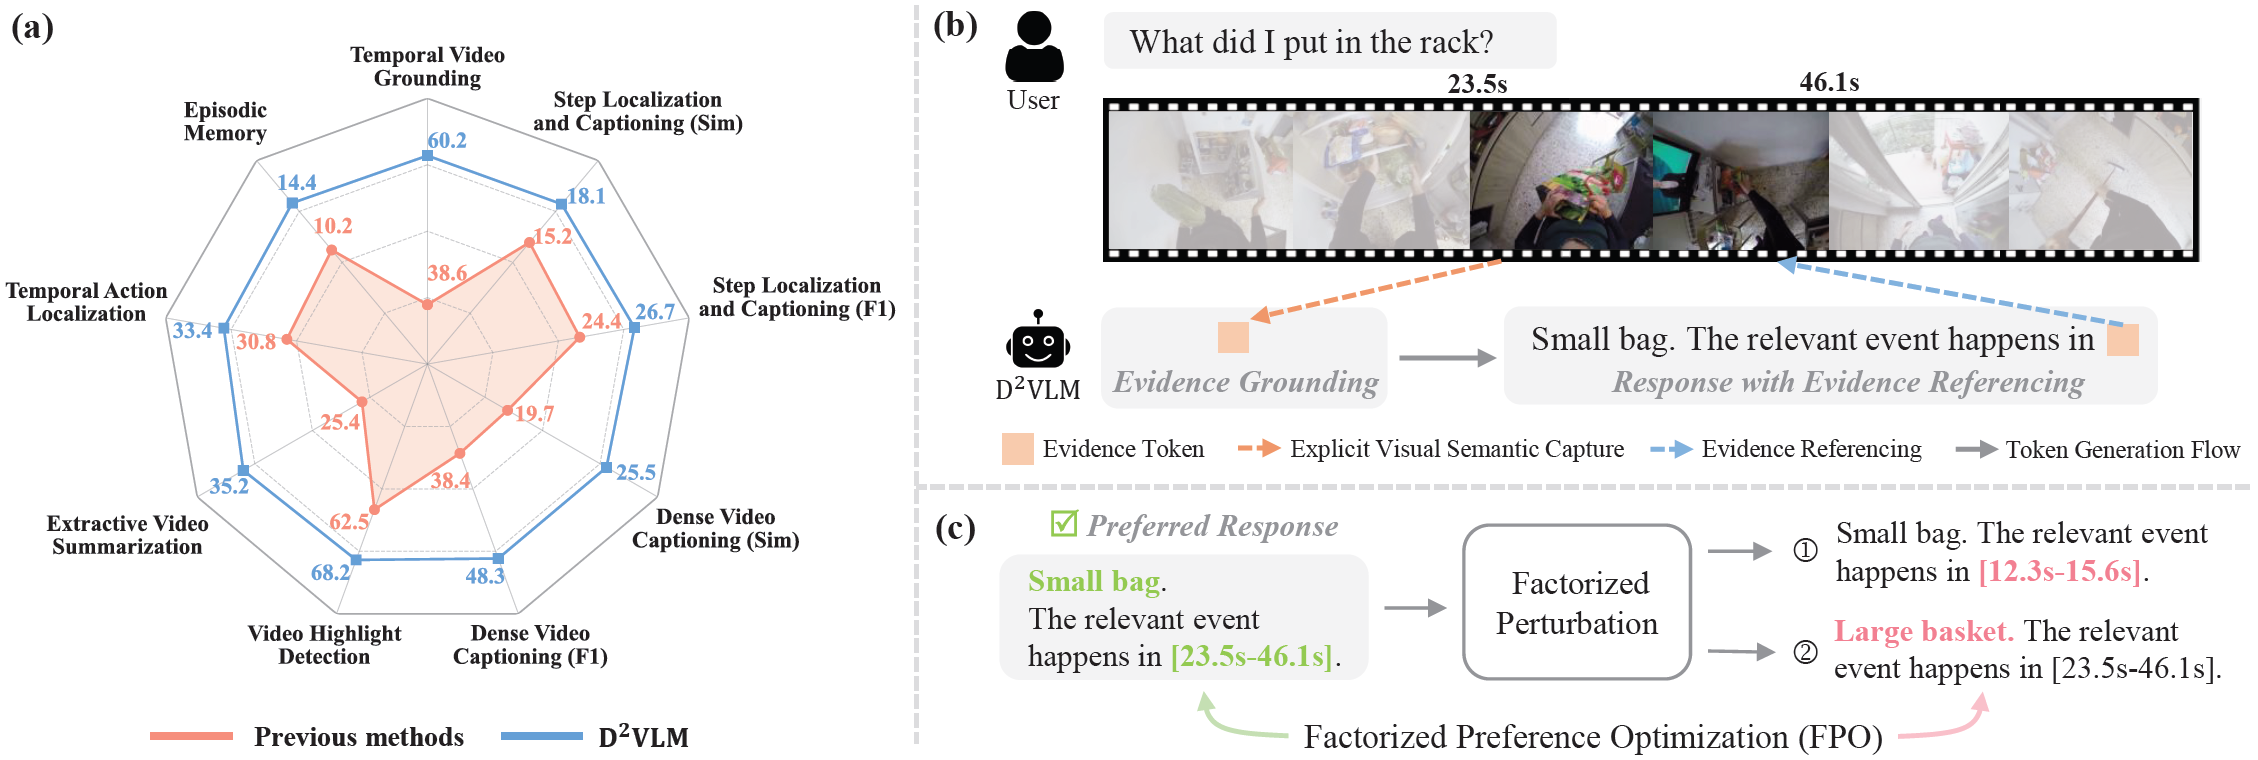 (a)
Temporal Video
Grounding
Step Localization
and Captioning (Sim)
Step Localization
and Captioning (F1)
Dense Video
Captioning (Sim)
Dense Video
Captioning (F1)
Video Highlight
Detection
Extractive Video
Summarization
Temporal Action
Localization
Episodic
Memory
60.2
18.1
26.7
25.5
48.3
68.2
35.2
33.4
14.4
38.6
15.2
24.4
19.7
38.4
62.5
25.4
30.8
10.2
Previous methods
D²VLM
(b)
User
What did I put in the rack?
23.5s
46.1s
D²VLM
Evidence Grounding
Small bag. The relevant event happens in
Response with Evidence Referencing
Evidence Token
Explicit Visual Semantic Capture
Evidence Referencing
Token Generation Flow
(c)
Preferred Response
Small bag.
The relevant event
happens in [23.5s-46.1s].
Factorized
Perturbation
① Small bag. The relevant event
happens in [12.3s-15.6s].
② Large basket. The relevant
event happens in [23.5s-46.1s].
Factorized Preference Optimization (FPO)